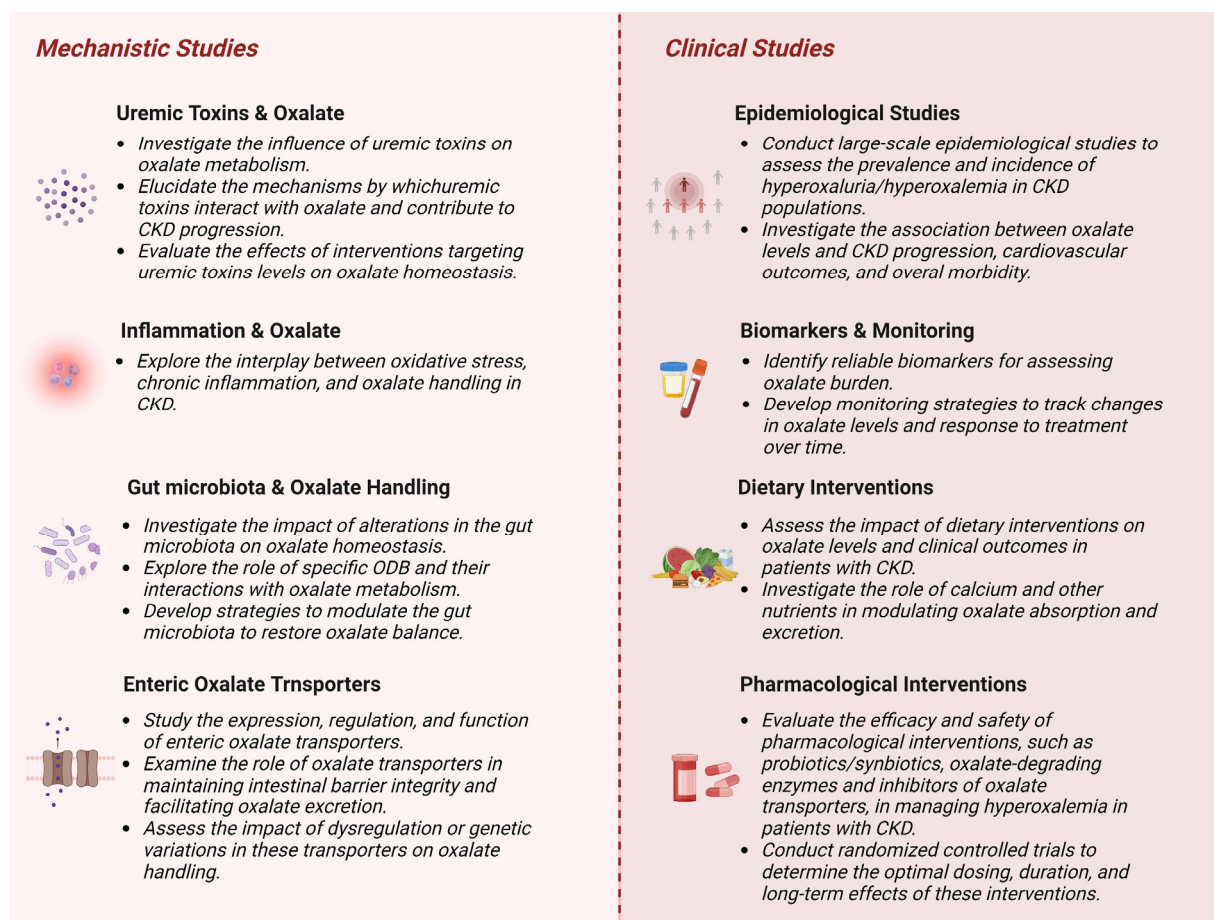 Mechanistic Studies
Uremic Toxins & Oxalate
• Investigate the influence of uremic toxins on
oxalate metabolism.
• Elucidate the mechanisms by whichuremic
toxins interact with oxalate and contribute to
CKD progression.
• Evaluate the effects of interventions targeting
uremic toxins levels on oxalate homeostasis.
Inflammation & Oxalate
• Explore the interplay between oxidative stress,
chronic inflammation, and oxalate handling in
CKD.
Gut microbiota & Oxalate Handling
• Investigate the impact of alterations in the gut
microbiota on oxalate homeostasis.
• Explore the role of specific ODB and their
interactions with oxalate metabolism.
• Develop strategies to modulate the gut
microbiota to restore oxalate balance.
Enteric Oxalate Trnsporters
• Study the expression, regulation, and function
of enteric oxalate transporters.
• Examine the role of oxalate transporters in
maintaining intestinal barrier integrity and
facilitating oxalate excretion.
• Assess the impact of dysregulation or genetic
variations in these transporters on oxalate
handling.
Clinical Studies
Epidemiological Studies
• Conduct large-scale epidemiological studies to
assess the prevalence and incidence of
hyperoxaluria/hyperoxalemia in CKD
populations.
• Investigate the association between oxalate
levels and CKD progression, cardiovascular
outcomes, and overal morbidity.
Biomarkers & Monitoring
• Identify reliable biomarkers for assessing
oxalate burden.
• Develop monitoring strategies to track changes
in oxalate levels and response to treatment
over time.
Dietary Interventions
• Assess the impact of dietary interventions on
oxalate levels and clinical outcomes in
patients with CKD.
• Investigate the role of calcium and other
nutrients in modulating oxalate absorption and
excretion.
Pharmacological Interventions
• Evaluate the efficacy and safety of
pharmacological interventions, such as
probiotics/synbiotics, oxalate-degrading
enzymes and inhibitors of oxalate
transporters, in managing hyperoxalemia in
patients with CKD.
• Conduct randomized controlled trials to
determine the optimal dosing, duration, and
long-term effects of these interventions.